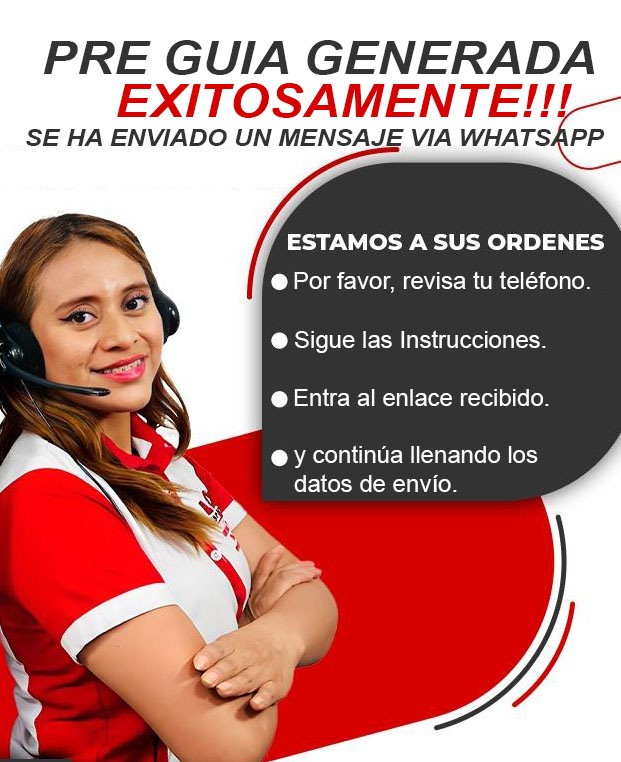 PRE GUIA GENERADA
EXITOSAMENTE!!!
SE HA ENVIADO UN MENSAJE VIA WHATSAPP
ESTAMOS A SUS ORDENES
Por favor, revisa tu teléfono.
Sigue las Instrucciones.
Entra al enlace recibido.
y continúa llenando los
datos de envío.